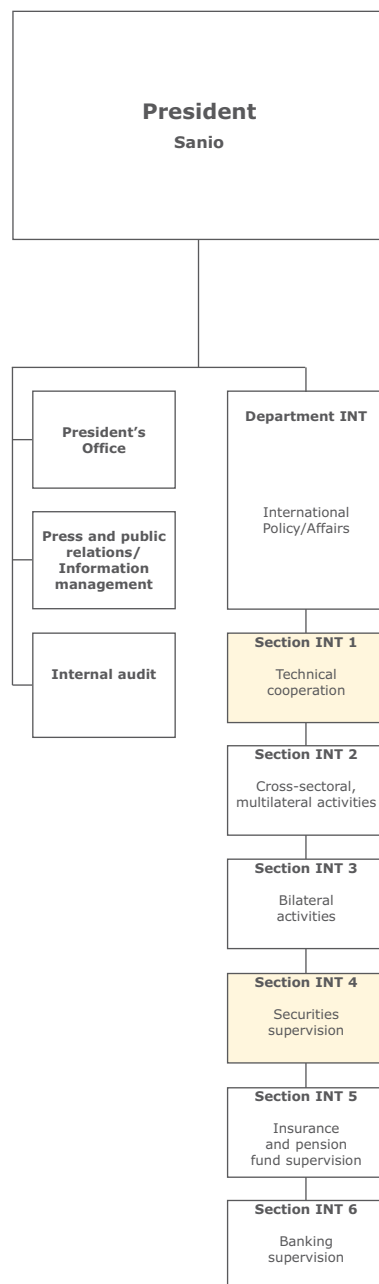 President
Sanio
President's
Office
Press and public
relations/
Information
management
Internal audit
Department INT
International
Policy/Affairs
Section INT 1
Technical
cooperation
Section INT 2
Cross-sectoral,
multilateral activities
Section INT 3
Bilateral
activities
Section INT 4
Securities
supervision
Section INT 5
Insurance
and pension
fund supervision
Section INT 6
Banking
supervision